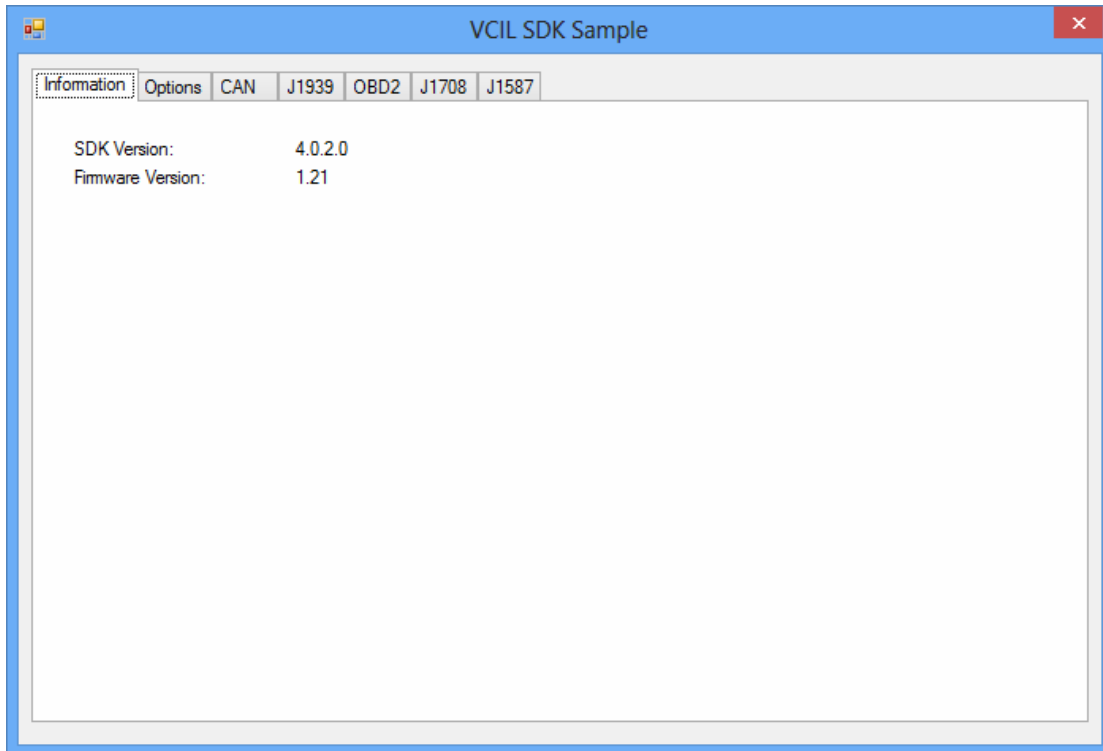 VCIL SDK Sample
Information Options CAN J1939 OBD2 J1708 J1587
SDK Version: 4.0.2.0
Firmware Version: 1.21